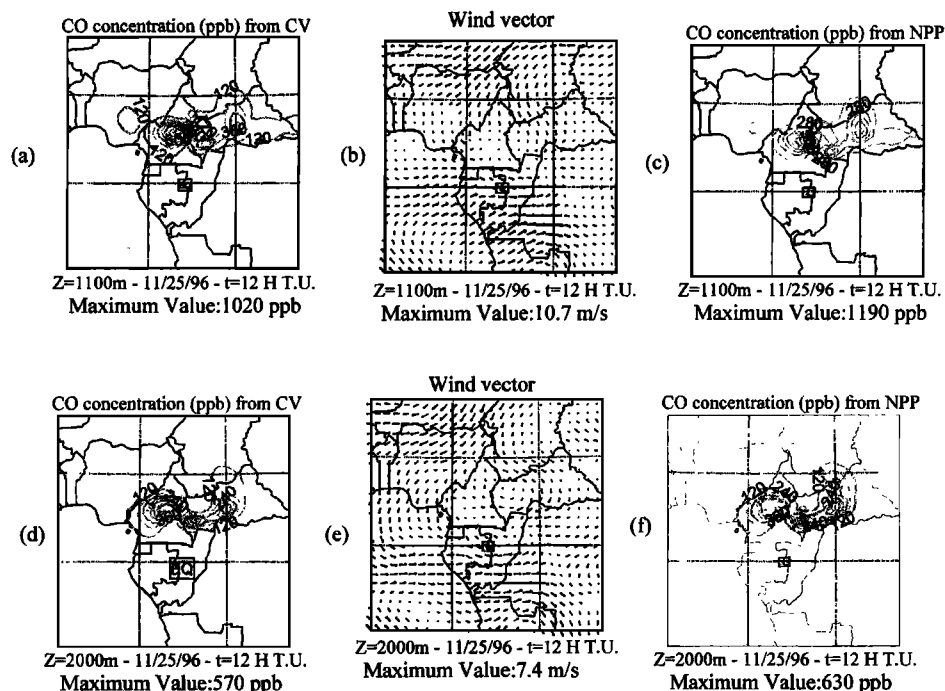 CO concentration (ppb) from CV
Wind vector
CO concentration (ppb) from NPP
(a)
120
120
(b)
280
(c)
Z=1100m - 11/25/96 - t=12 H T.U.
Maximum Value:1020 ppb
Z=1100m - 11/25/96 - t=12 H T.U.
Maximum Value:10.7 m/s
Z=1100m - 11/25/96 - t=12 H T.U.
Maximum Value:1190 ppb
CO concentration (ppb) from CV
Wind vector
CO concentration (ppb) from NPP
(d)
(e)
120
(f)
Z=2000m - 11/25/96 - t=12 H T.U.
Maximum Value:570 ppb
Z=2000m - 11/25/96 - t=12 H T.U.
Maximum Value:7.4 m/s
Z=2000m - 11/25/96 - t=12 H T.U.
Maximum Value:630 ppb